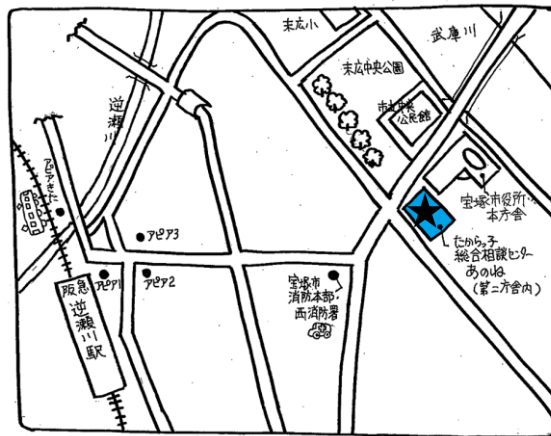 末広小
武庫川
末広中央公園
市立中央
公民館
逆瀬川
アピアきた
宝塚市役所
本庁舎
たからっ子
総合相談センター
あのね
(第二庁舎内)
アピア3
アピア1
アピア2
阪急
逆瀬川駅
宝塚市
消防本部・
西消防署